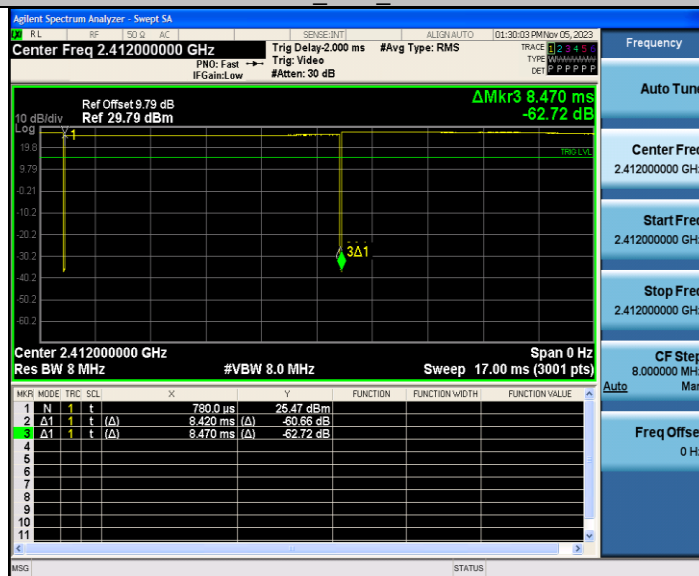 Agilent Spectrum Analyzer - Swept SA
RL RF 50 Ω AC SENSE:INT ALIGN AUTO 01:30:03 PM Nov 05, 2023
Center Freq 2.412000000 GHz Trig Delay-2.000 ms #Avg Type: RMS TRACE 1 2 3 4 5 6
PNO: Fast Trig: Video TYPE WWWWWW
IFGain:Low #Atten: 30 dB DET P P P P P P
ΔMkr3 8.470 ms
-62.72 dB
Ref Offset 9.79 dB
10 dB/div Ref 29.79 dBm
Log
1
19.8
TRIG LVL
9.79
-0.21
-10.2
-20.2
-30.2
3Δ1
-40.2
-50.2
-60.2
Center 2.412000000 GHz Span 0 Hz
Res BW 8 MHz #VBW 8.0 MHz Sweep 17.00 ms (3001 pts)
MKR MODE TRC SCL X Y FUNCTION FUNCTION WIDTH FUNCTION VALUE
1 N 1 t 780.0 µs 25.47 dBm
2 Δ1 1 t (Δ) 8.420 ms (Δ) -60.66 dB
3 Δ1 1 t (Δ) 8.470 ms (Δ) -62.72 dB
4
5
6
7
8
9
10
11
MSG STATUS
Frequency
Auto Tune
Center Freq
2.412000000 GHz
Start Freq
2.412000000 GHz
Stop Freq
2.412000000 GHz
CF Step
8.000000 MHz
Auto Man
Freq Offset
0 Hz